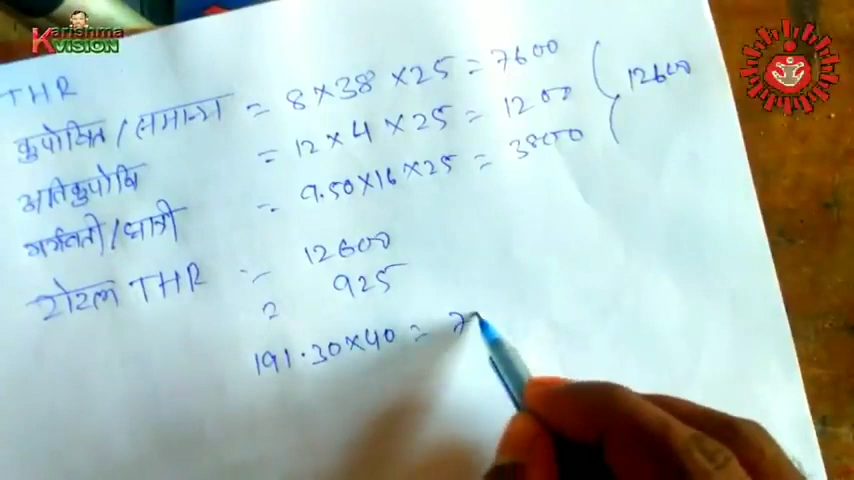 Karishma
VISION
THR
कुपोषित / सामान्य = 8×38×25 = 7600
अतिकुपोषि = 12×4×25 = 1200
गर्भवती / धात्री = 9.50×16×25 = 3800
12600
टोटल THR = 12600
= 925
191.30×40 = 7